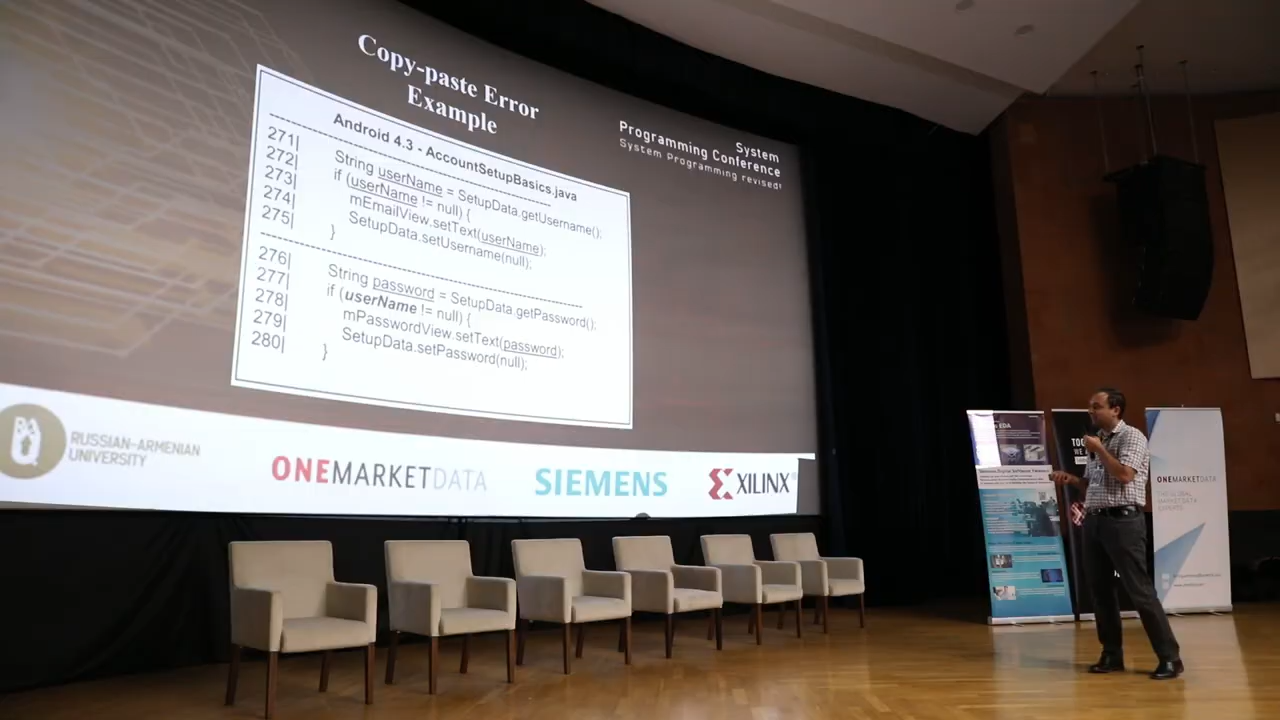 Copy-paste Error
Example
System
Programming Conference
System Programming revised!
Android 4.3 - AccountSetupBasics.java
271| String userName = SetupData.getUsername();
272| if (userName != null) {
273| mEmailView.setText(userName);
274| SetupData.setUsername(null);
275| }
276| String password = SetupData.getPassword();
277| if (userName != null) {
278| mPasswordView.setText(password);
279| SetupData.setPassword(null);
280| }
RUSSIAN-ARMENIAN
UNIVERSITY
ONEMARKETDATA
SIEMENS
XILINX
EDA
ONEMARKETDATA